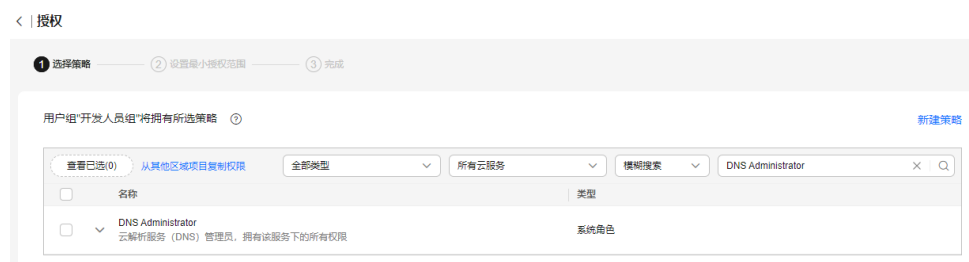 授权
1 选择策略 2 设置最小授权范围 3 完成
用户组"开发人员组"将拥有所选策略 新建策略
查看已选(0) 从其他区域项目复制权限 全部类型 所有云服务 模糊搜索 DNS Administrator
名称 类型
DNS Administrator
系统角色
云解析服务（DNS）管理员，拥有该服务下的所有权限